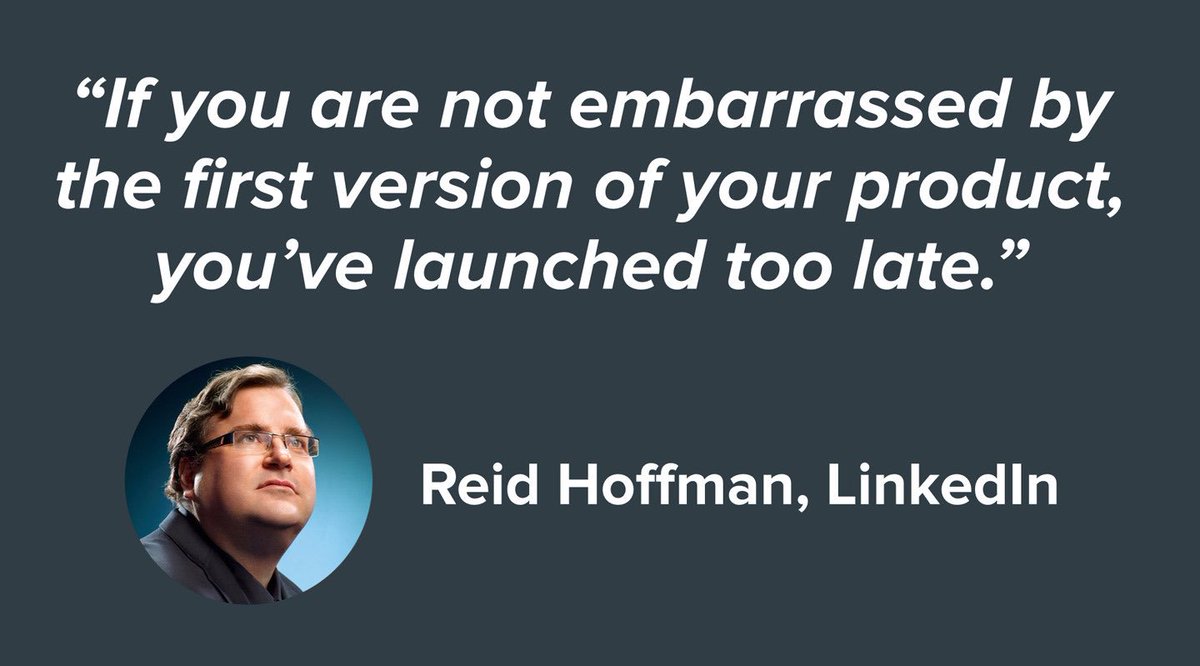 “If you are not embarrassed by
the first version of your product,
you’ve launched too late.”
Reid Hoffman, LinkedIn